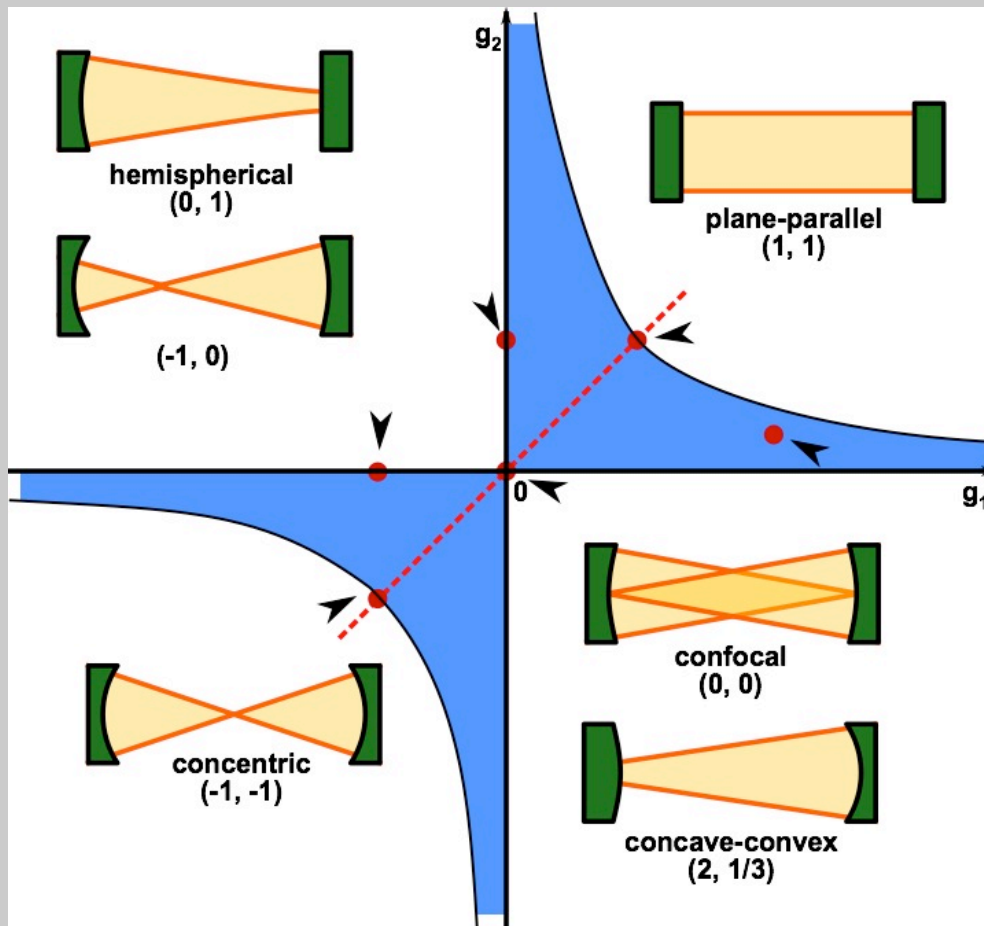 g2
hemispherical
(0, 1)
plane-parallel
(1, 1)
(-1, 0)
0
g1
confocal
(0, 0)
concentric
(-1, -1)
concave-convex
(2, 1/3)